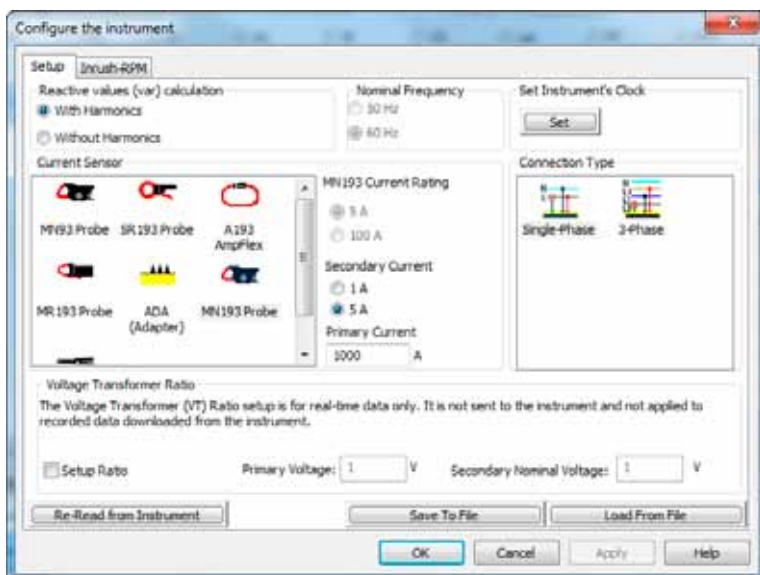 Configure the instrument
Setup
Inrush-RPM
Reactive values (var) calculation
With Harmonics
Without Harmonics
Nominal Frequency
50 Hz
60 Hz
Set Instrument's Clock
Set
Current Sensor
MN93 Probe
SR193 Probe
A193
AmpFlex
MR193 Probe
ADA
(Adapter)
MN193 Probe
MN193 Current Rating
5 A
100 A
Secondary Current
1 A
5 A
Primary Current
1000 A
Connection Type
Single-Phase
3-Phase
Voltage Transformer Ratio
The Voltage Transformer (VT) Ratio setup is for real-time data only. It is not sent to the instrument and not applied to
recorded data downloaded from the instrument.
Setup Ratio
Primary Voltage: 1 V
Secondary Nominal Voltage: 1 V
Re-Read from Instrument
Save To File
Load From File
OK
Cancel
Apply
Help